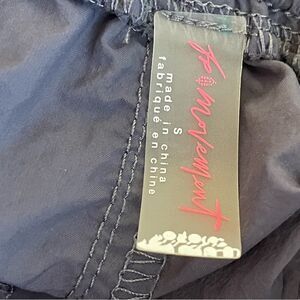 fp movement
S
made in china
fabriqué en chine